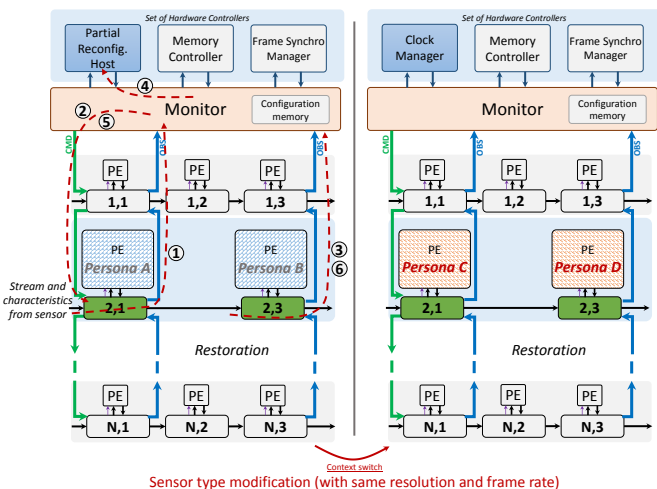 Set of Hardware Controllers
Partial
Reconfig.
Host
Memory
Controller
Frame Synchro
Manager
④
②
⑤
Monitor
Configuration
memory
CMD
OBS
OBS
PE
PE
PE
1,1
1,2
1,3
①
③
⑥
PE
Persona A
PE
Persona B
Stream and
characteristics
from sensor
2,1
2,3
Restoration
PE
PE
PE
N,1
N,2
N,3
Set of Hardware Controllers
Clock
Manager
Memory
Controller
Frame Synchro
Manager
Monitor
Configuration
memory
CMD
OBS
OBS
PE
PE
PE
1,1
1,2
1,3
PE
Persona C
PE
Persona D
2,1
2,3
Restoration
PE
PE
PE
N,1
N,2
N,3
Context switch
Sensor type modification (with same resolution and frame rate)